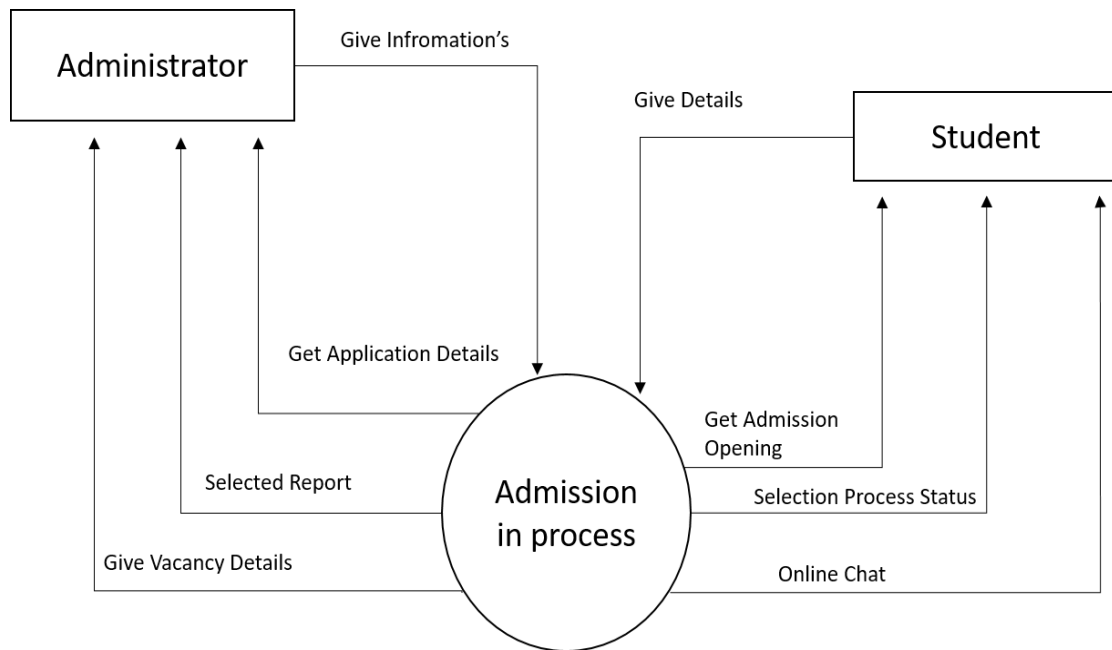 Give Infromation's
Administrator
Give Details
Student
Get Application Details
Get Admission
Opening
Selected Report
Admission
in process
Selection Process Status
Give Vacancy Details
Online Chat